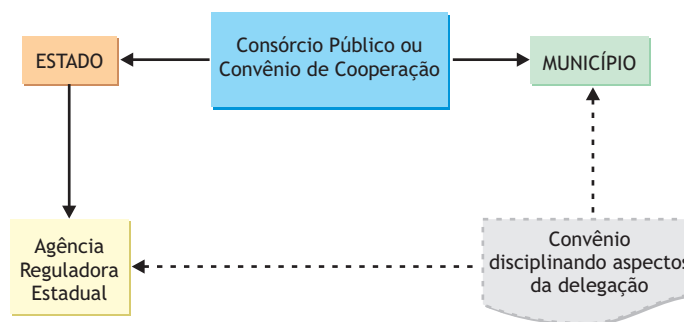 Consórcio Público ou
Convênio de Cooperação
ESTADO
MUNICÍPIO
Agência
Reguladora
Estadual
Convênio
disciplinando aspectos
da delegação